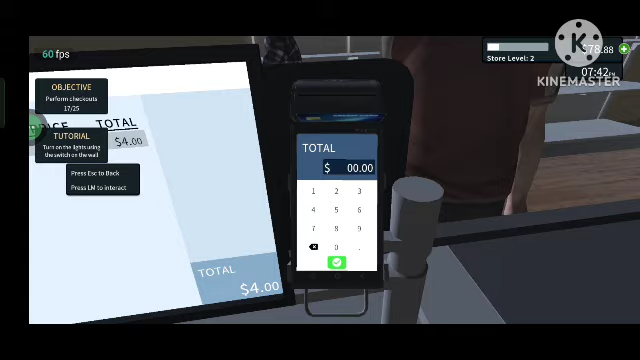 60 fps
$78.88
Store Level: 2
07:42PM
KINEMASTER
OBJECTIVE
Perform checkouts
17/25
TOTAL
$4.00
TUTORIAL
Turn on the lights using
the switch on the wall
Press Esc to Back
Press LM to interact
TOTAL
$4.00
TOTAL
$ 00.00
1 2 3
4 5 6
7 8 9
0 .